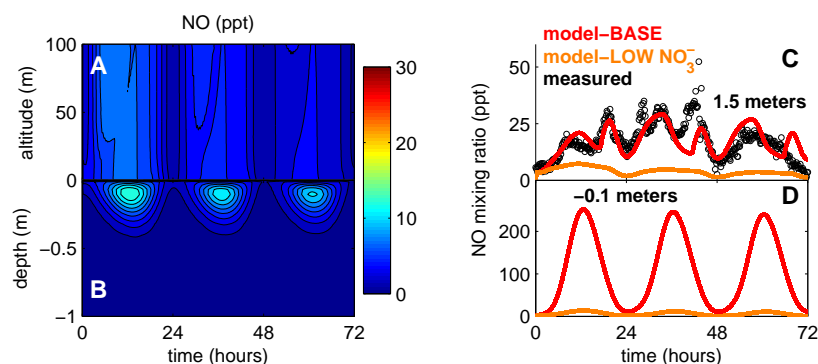 NO (ppt)
100
50
0
altitude (m)
A
−0.5
−1
depth (m)
B
0
24
48
72
time (hours)
30
20
10
0
model−BASE
model−LOW NO₃⁻
measured
C
1.5 meters
50
25
0
NO mixing ratio (ppt)
D
−0.1 meters
200
100
0
0
24
48
72
time (hours)